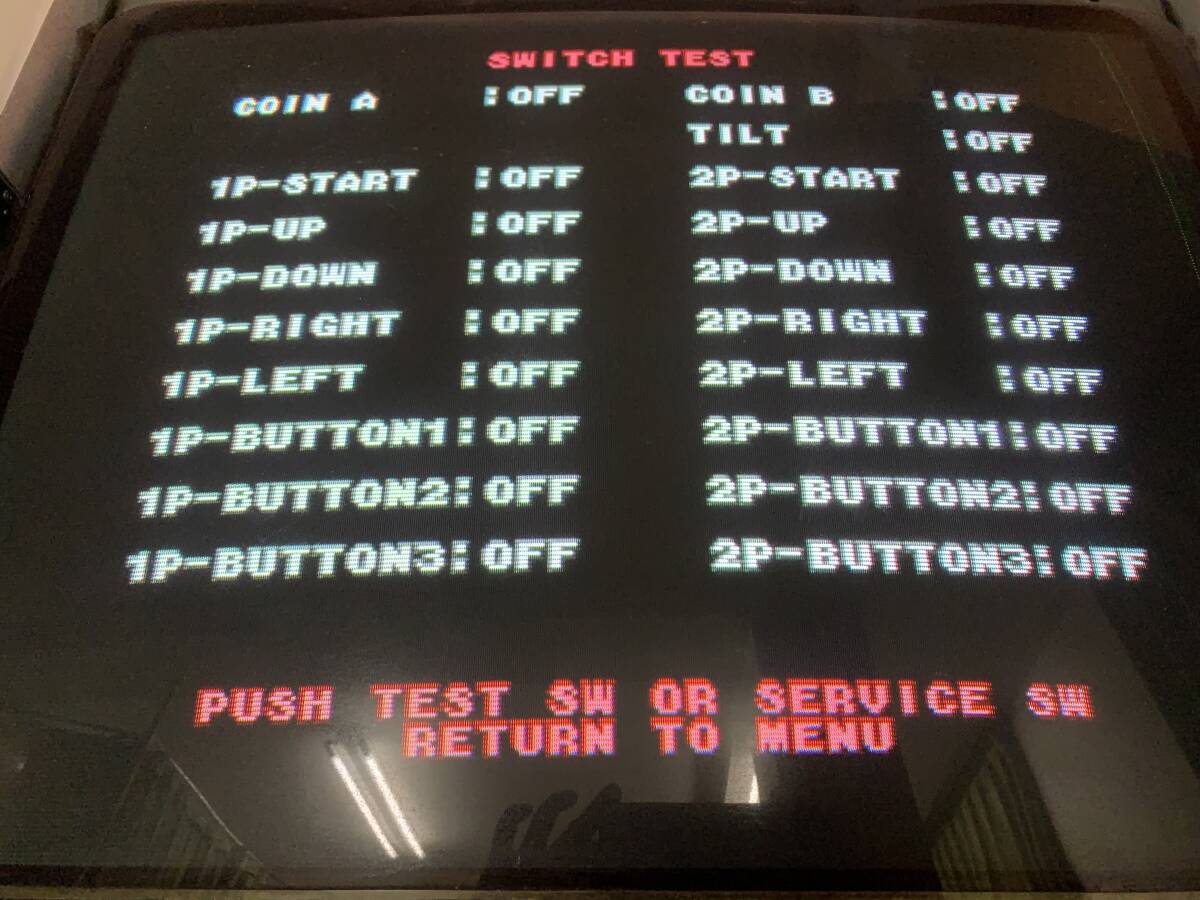 SWITCH TEST
COIN A :OFF COIN B :OFF
TILT :OFF
1P-START :OFF 2P-START :OFF
1P-UP :OFF 2P-UP :OFF
1P-DOWN :OFF 2P-DOWN :OFF
1P-RIGHT :OFF 2P-RIGHT :OFF
1P-LEFT :OFF 2P-LEFT :OFF
1P-BUTTON1:OFF 2P-BUTTON1:OFF
1P-BUTTON2:OFF 2P-BUTTON2:OFF
1P-BUTTON3:OFF 2P-BUTTON3:OFF
PUSH TEST SW OR SERVICE SW
RETURN TO MENU